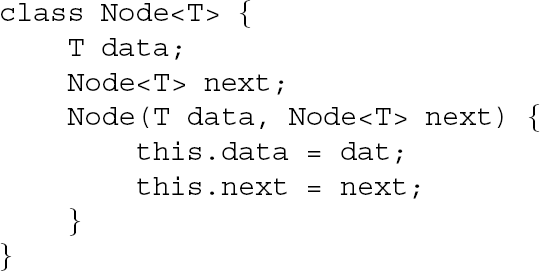 class Node<T> {
    T data;
    Node<T> next;
    Node(T data, Node<T> next) {
        this.data = dat;
        this.next = next;
    }
}